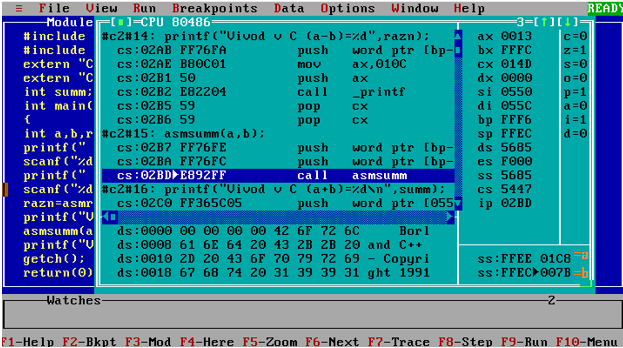 ≡ File View Run Breakpoints Data Options Window Help READY
Module [■]=CPU 80486 3=[↑][↓]
#include
#include
extern "C
extern "C
int summ;
int main(
{
int a,b,r
printf("
scanf("%d
printf("
scanf("%d
razn=asmr
printf("V
asmsumm(a
printf("V
getch();
return(0)
#c2#14: printf("Vivod v C (a-b)=%d",razn);
cs:02AB FF76FA push word ptr [bp-
cs:02AE B80C01 mov ax,010C
cs:02B1 50 push ax
cs:02B2 E82204 call _printf
cs:02B5 59 pop cx
cs:02B6 59 pop cx
#c2#15: asmsumm(a,b);
cs:02B7 FF76FE push word ptr [bp-
cs:02BA FF76FC push word ptr [bp-
cs:02BD►E892FF call asmsumm
#c2#16: printf("Vivod v C (a+b)=%d\n",summ);
cs:02C0 FF365C05 push word ptr [055
ax 0013 c=0
bx FFFC z=1
cx 014D s=0
dx 0000 o=0
si 0550 p=1
di 055C a=0
bp FFF6 i=1
sp FFEC d=0
ds 5685
es F000
ss 5685
cs 5447
ip 02BD
ds:0000 00 00 00 00 42 6F 72 6C Borl
ds:0008 61 6E 64 20 43 2B 2B 20 and C++
ds:0010 2D 20 43 6F 70 79 72 69 - Copyri
ds:0018 67 68 74 20 31 39 39 31 ght 1991
ss:FFEE 01C8 =a
ss:FFEC►007B =b
Watches 2
F1-Help F2-Bkpt F3-Mod F4-Here F5-Zoom F6-Next F7-Trace F8-Step F9-Run F10-Menu